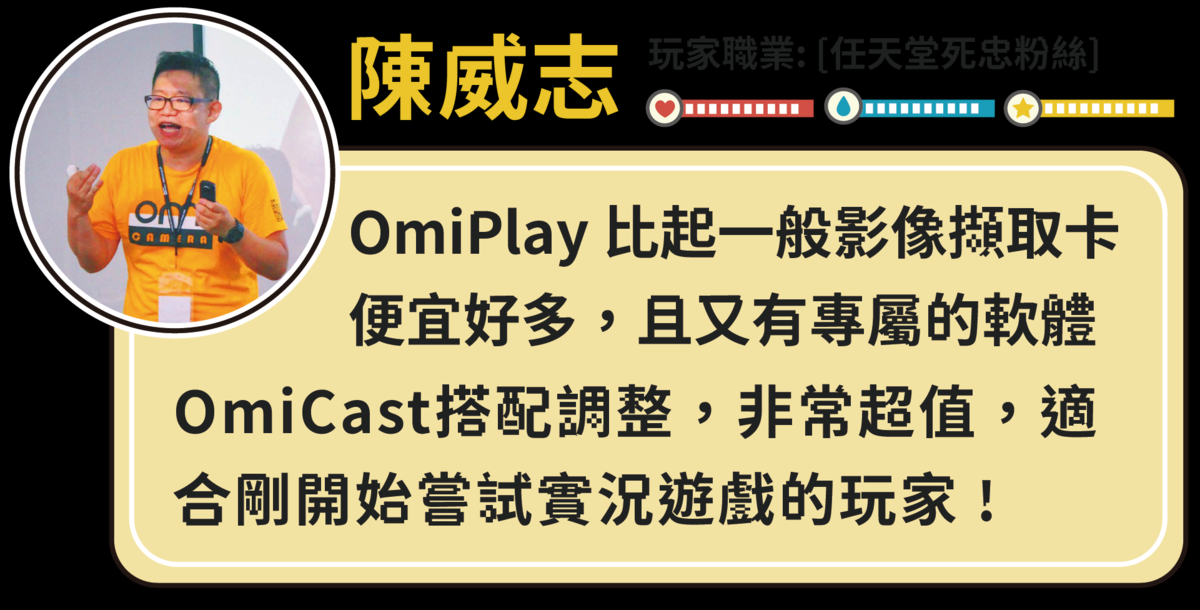 陳威志
玩家職業: [任天堂死忠粉絲]
OmiPlay 比起一般影像擷取卡
便宜好多，且又有專屬的軟體
OmiCast搭配調整，非常超值，適
合剛開始嘗試實況遊戲的玩家！
CAMERA